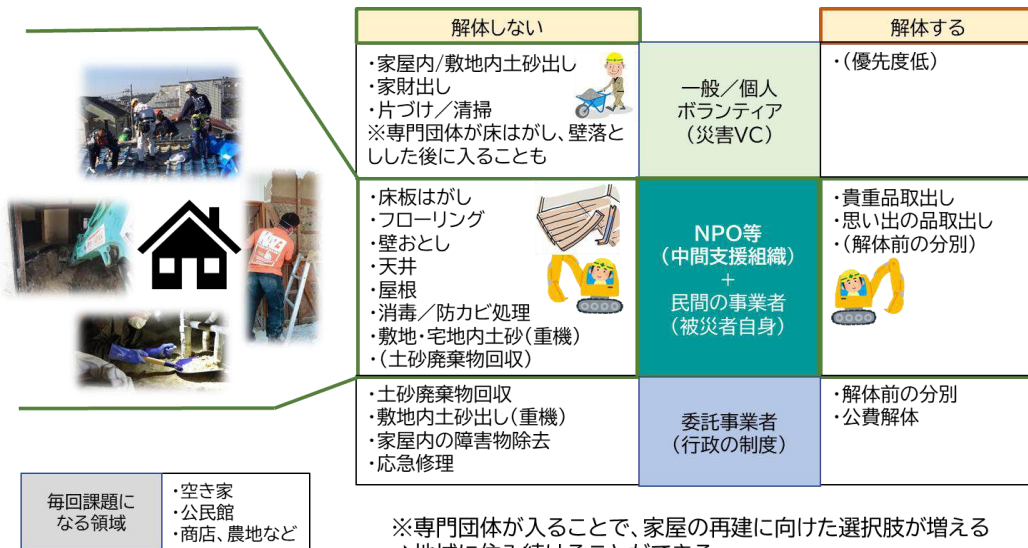 解体しない
解体する
・家屋内/敷地内土砂出し
・家財出し
・片づけ/清掃
※専門団体が床はがし、壁落と
しした後に入ることも
一般／個人
ボランティア
（災害VC）
・(優先度低)
・床板はがし
・フローリング
・壁おとし
・天井
・屋根
・消毒／防カビ処理
・敷地・宅地内土砂(重機)
・(土砂廃棄物回収)
NPO等
（中間支援組織）
＋
民間の事業者
（被災者自身）
・貴重品取出し
・思い出の品取出し
・(解体前の分別)
・土砂廃棄物回収
・敷地内土砂出し(重機)
・家屋内の障害物除去
・応急修理
委託事業者
（行政の制度）
・解体前の分別
・公費解体
毎回課題に
なる領域
・空き家
・公民館
・商店、農地など
※専門団体が入ることで、家屋の再建に向けた選択肢が増える